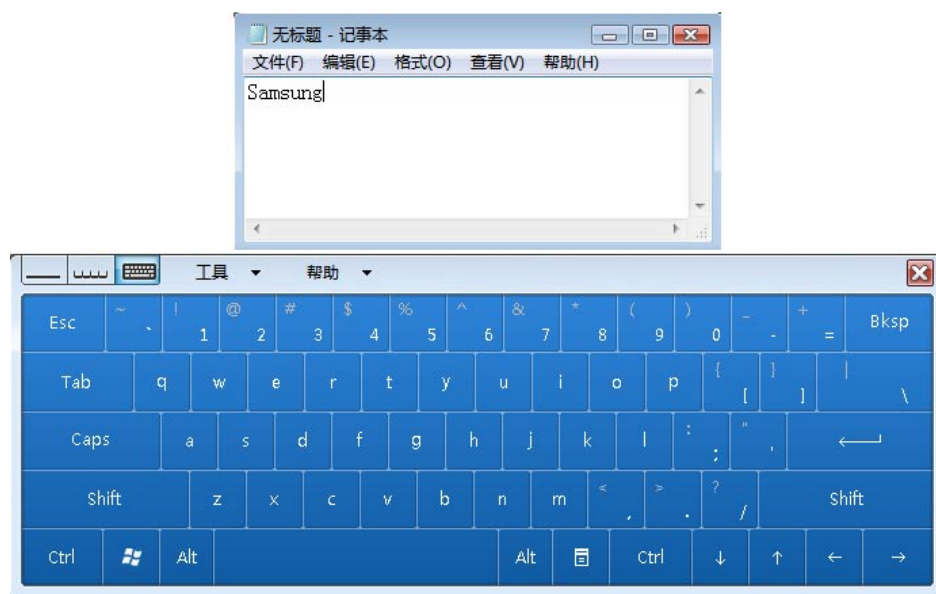 无标题 - 记事本
文件(F) 编辑(E) 格式(O) 查看(V) 帮助(H)
Samsung
工具 帮助
Esc ~ ` ! 1 @ 2 # 3 $ 4 % 5 ^ 6 & 7 * 8 ( 9 ) 0 _ - + = Bksp
Tab q w e r t y u i o p { [ } ] | \
Caps a s d f g h j k l : ; " '
Shift z x c v b n m < , > . ? / Shift
Ctrl Alt Alt Ctrl ↓ ↑ ← →